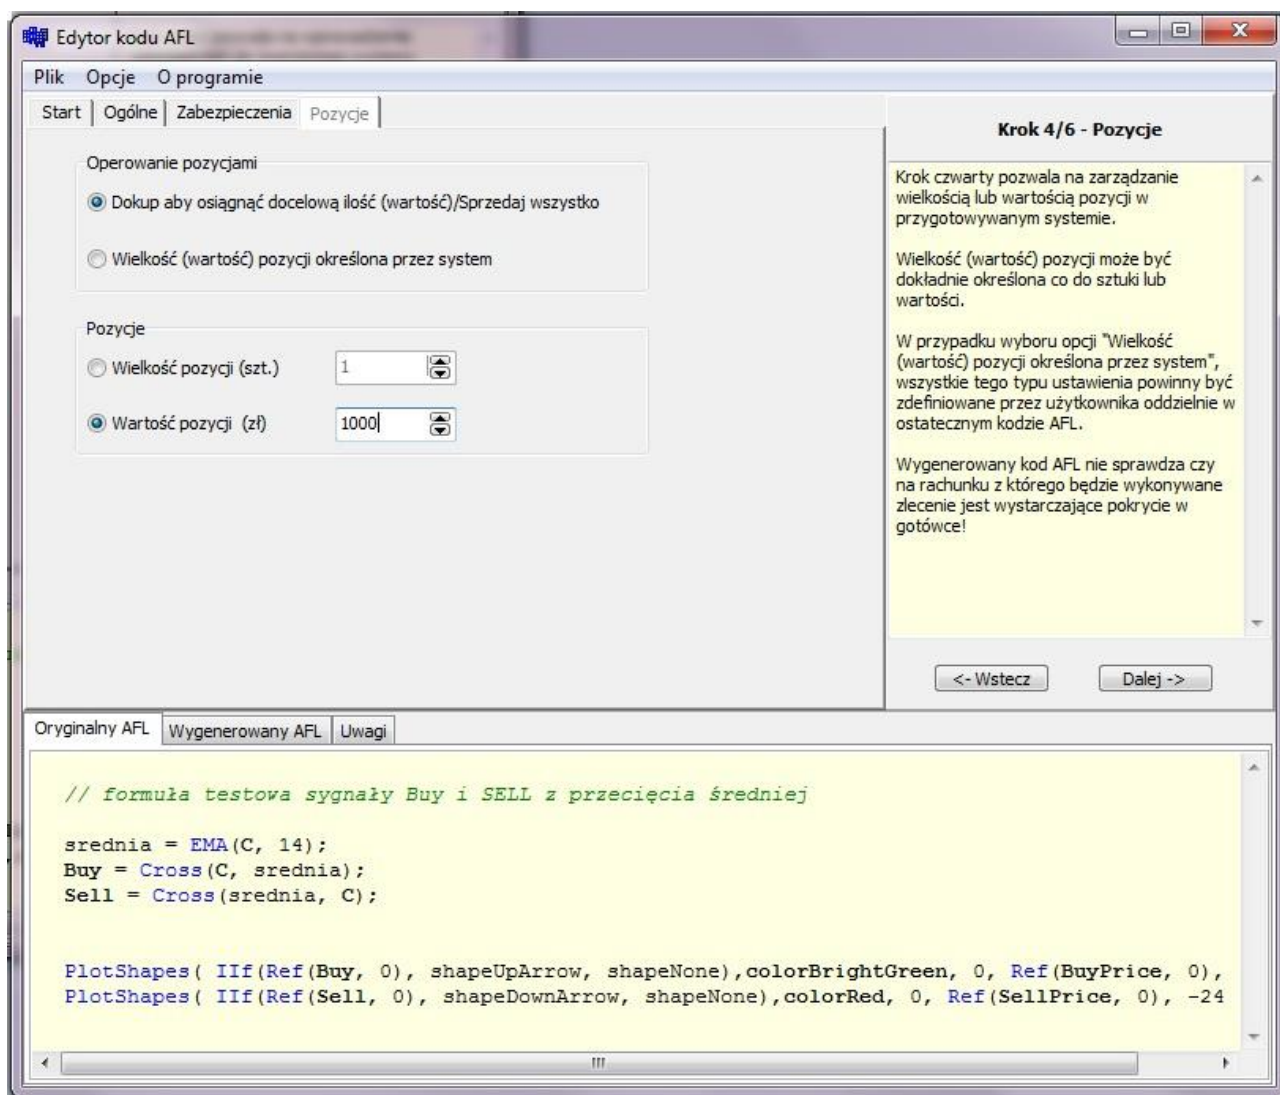 Edytor kodu AFL
Plik Opcje O programie
Start Ogólne Zabezpieczenia Pozycje
Operowanie pozycjami
Dokup aby osiągnąć docelową ilość (wartość)/Sprzedaj wszystko
Wielkość (wartość) pozycji określona przez system
Pozycje
Wielkość pozycji (szt.) 1
Wartość pozycji (zł) 1000
Krok 4/6 - Pozycje
Krok czwarty pozwala na zarządzanie
wielkością lub wartością pozycji w
przygotowywanym systemie.
Wielkość (wartość) pozycji może być
dokładnie określona co do sztuki lub
wartości.
W przypadku wyboru opcji "Wielkość
(wartość) pozycji określona przez system",
wszystkie tego typu ustawienia powinny być
zdefiniowane przez użytkownika oddzielnie w
ostatecznym kodzie AFL.
Wygenerowany kod AFL nie sprawdza czy
na rachunku z którego będzie wykonywane
zlecenie jest wystarczające pokrycie w
gotówce!
<- Wstecz Dalej ->
Oryginalny AFL Wygenerowany AFL Uwagi
// formuła testowa sygnały Buy i SELL z przecięcia średniej
srednia = EMA(C, 14);
Buy = Cross(C, srednia);
Sell = Cross(srednia, C);
PlotShapes( IIf(Ref(Buy, 0), shapeUpArrow, shapeNone),colorBrightGreen, 0, Ref(BuyPrice, 0),
PlotShapes( IIf(Ref(Sell, 0), shapeDownArrow, shapeNone),colorRed, 0, Ref(SellPrice, 0), -24